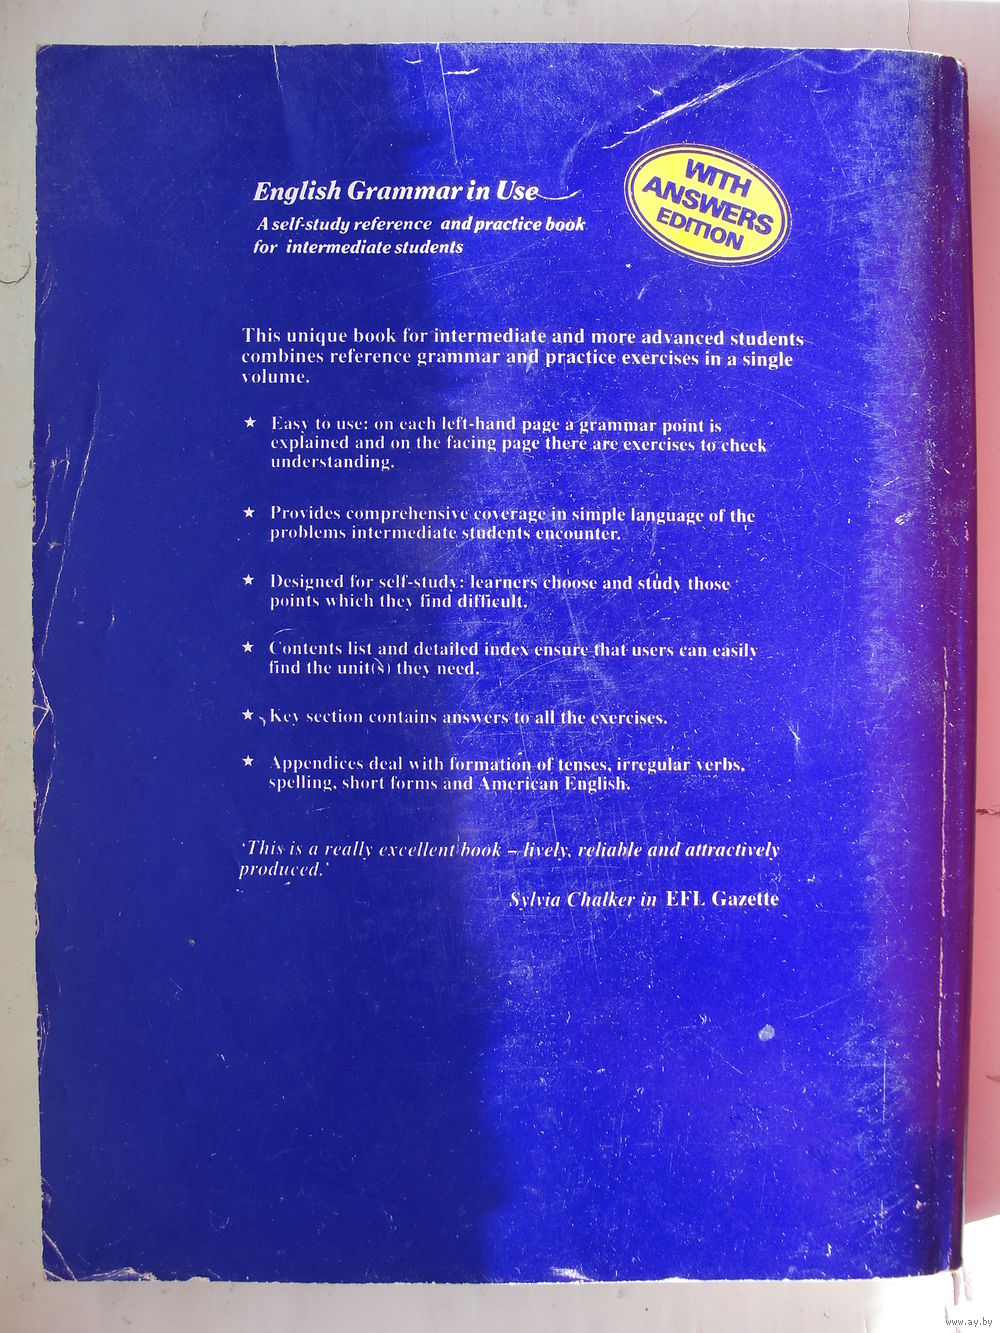 English Grammar in Use
A self-study reference and practice book
for intermediate students
WITH
ANSWERS
EDITION
This unique book for intermediate and more advanced students
combines reference grammar and practice exercises in a single
volume.
★ Easy to use: on each left-hand page a grammar point is
explained and on the facing page there are exercises to check
understanding.
★ Provides comprehensive coverage in simple language of the
problems intermediate students encounter.
★ Designed for self-study: learners choose and study those
points which they find difficult.
★ Contents list and detailed index ensure that users can easily
find the unit(s) they need.
★ Key section contains answers to all the exercises.
★ Appendices deal with formation of tenses, irregular verbs,
spelling, short forms and American English.
'This is a really excellent book – lively, reliable and attractively
produced.'
Sylvia Chalker in EFL Gazette
www.ay.by